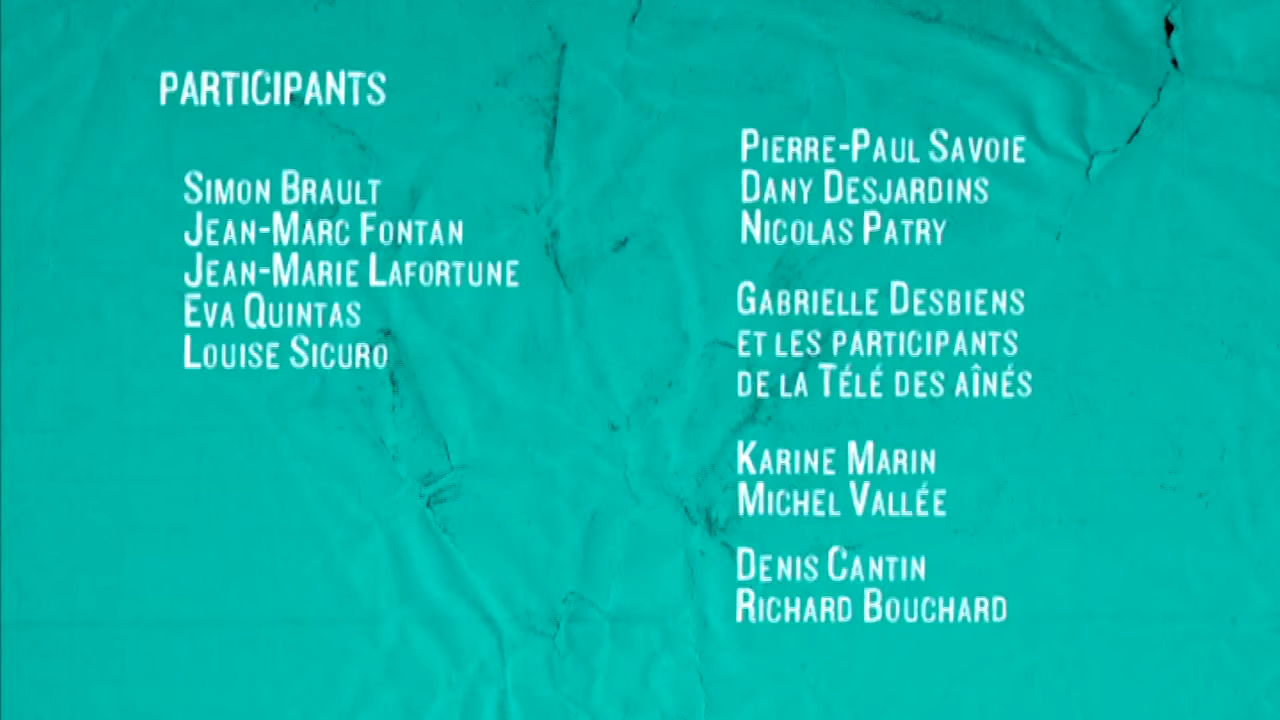 PARTICIPANTS
SIMON BRAULT
JEAN-MARC FONTAN
JEAN-MARIE LAFORTUNE
EVA QUINTAS
LOUISE SICURO
PIERRE-PAUL SAVOIE
DANY DESJARDINS
NICOLAS PATRY
GABRIELLE DESBIENS
ET LES PARTICIPANTS
DE LA TÉLÉ DES AÎNÉS
KARINE MARIN
MICHEL VALLÉE
DENIS CANTIN
RICHARD BOUCHARD